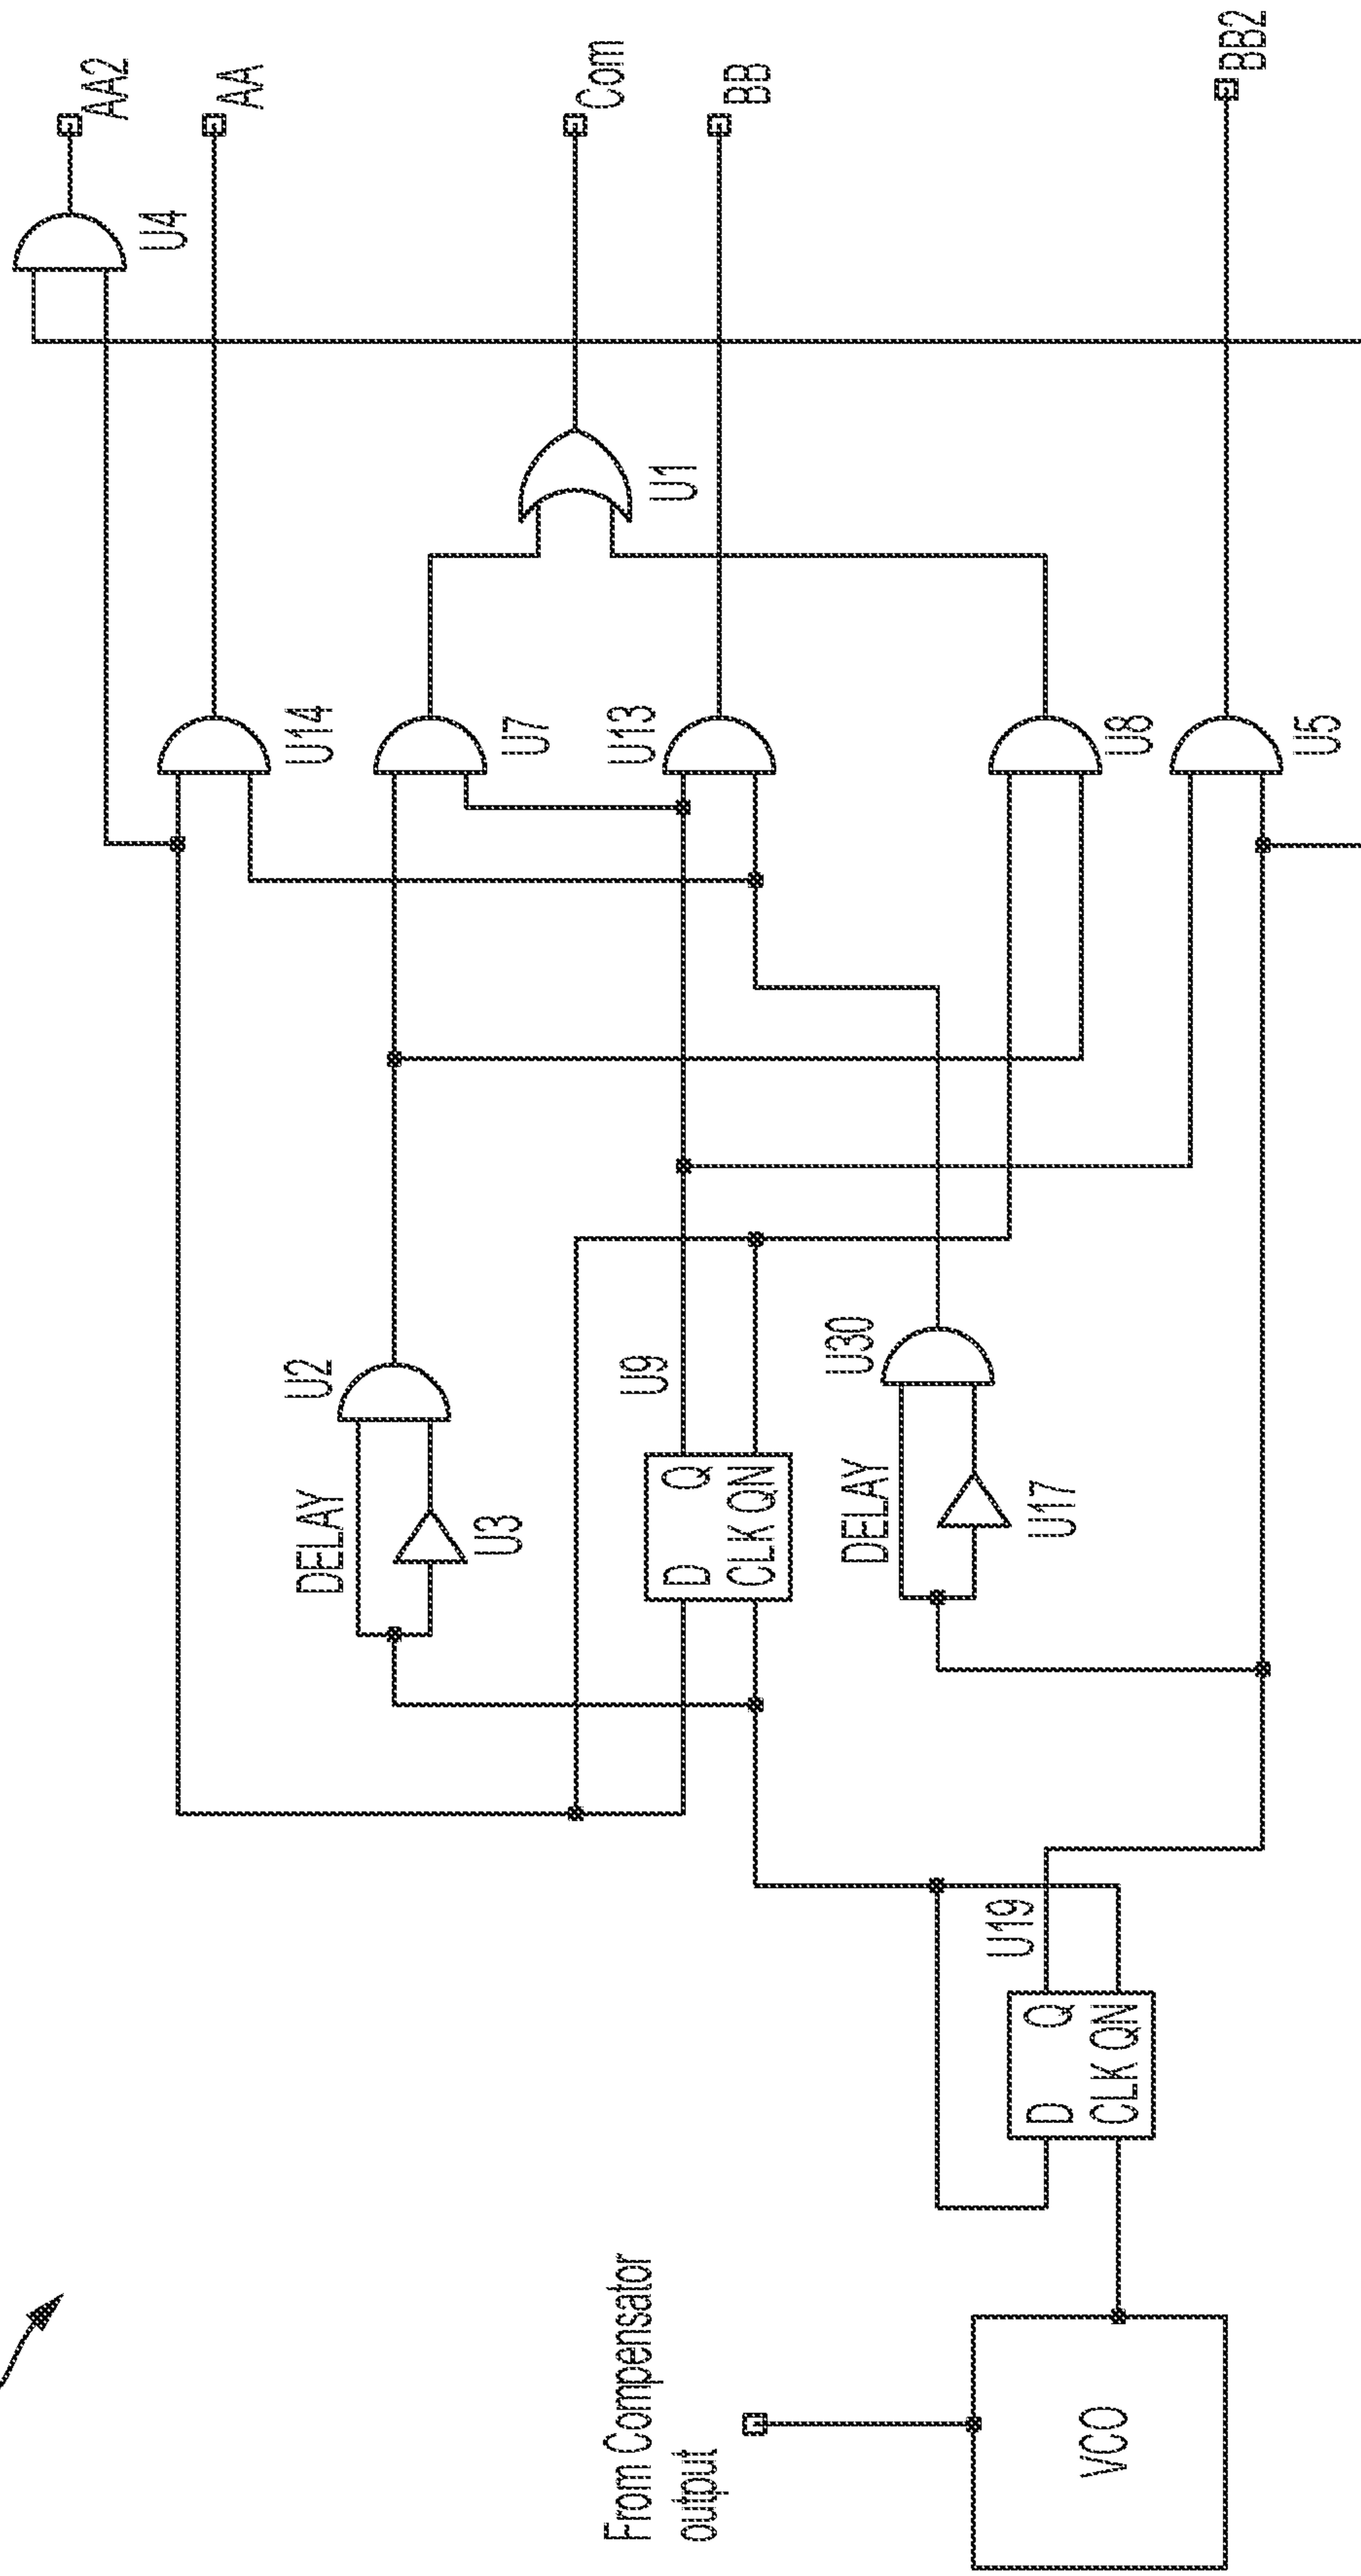 From Compensator
output
VCO
D Q
CLK QN
U19
DELAY
U3
U2
D Q
CLK QN
U9
DELAY
U17
U30
U14
U7
U13
U8
U5
U1
U4
AA2
AA
Com
BB
BB2